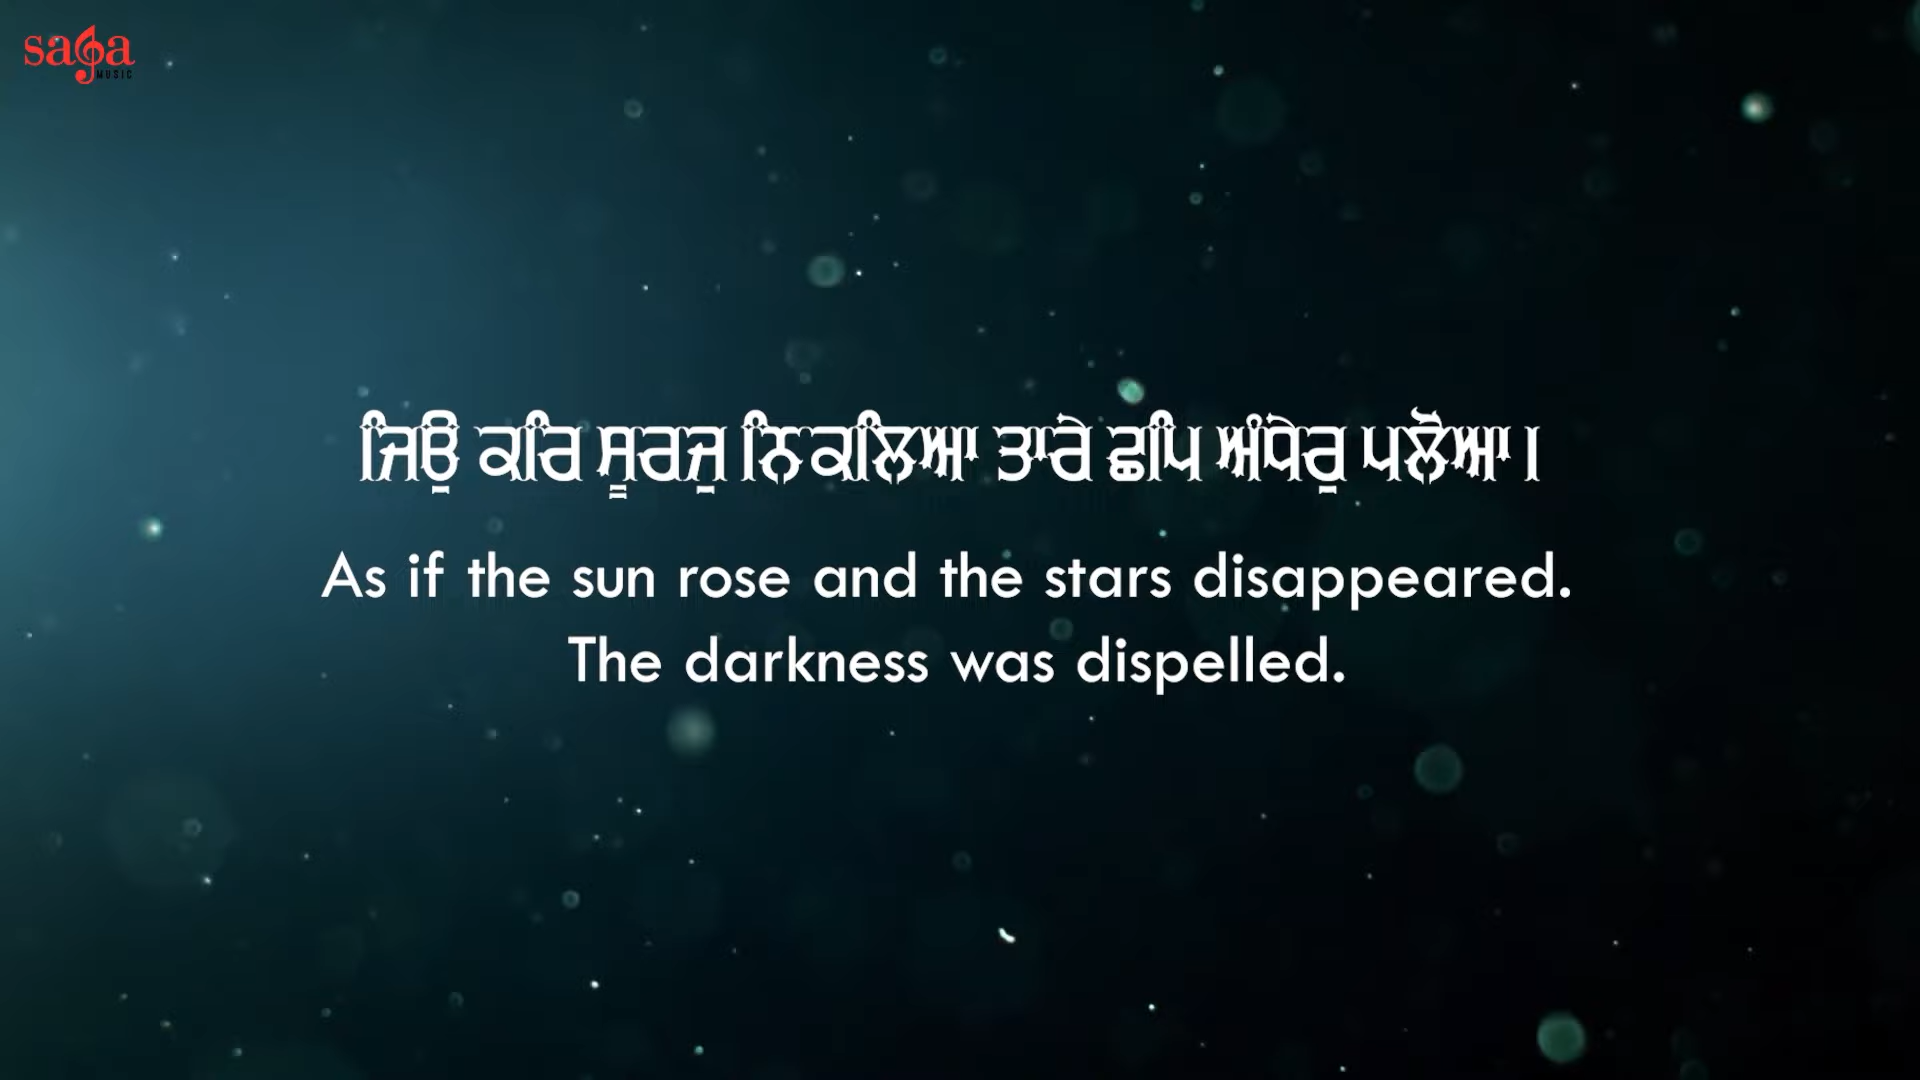 saga
MUSIC
ਜਿਉ ਕਰਿ ਸੂਰਜੁ ਨਿਕਲਿਆ ਤਾਰੇ ਛਪਿ ਅੰਧੇਰੁ ਪਲੋਆ।
As if the sun rose and the stars disappeared.
The darkness was dispelled.